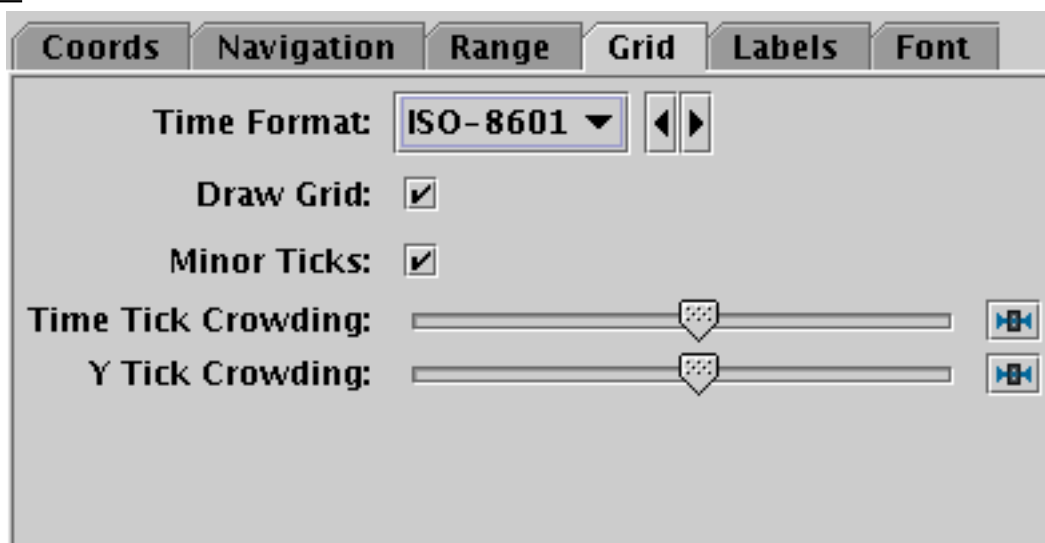 Coords Navigation Range Grid Labels Font
Time Format: ISO-8601
Draw Grid:
Minor Ticks:
Time Tick Crowding:
Y Tick Crowding: